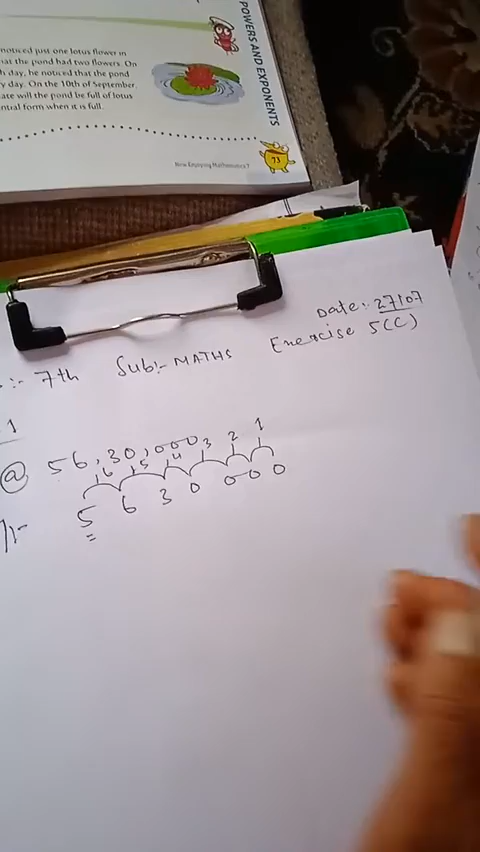 noticed just one lotus flower in
hat the pond had two flowers. On
h day, he noticed that the pond
y day. On the 10th of September
ate will the pond be full of lotus
ntial form when it is full.
POWERS AND EXPONENTS
73
New Enjoying Mathematics 7
Date:- 27/07
:- 7th Sub:- MATHS Exercise 5(C)
1
@ 56,30,000
6 5 4 3 2 1
5 6 3 0 0 0 0